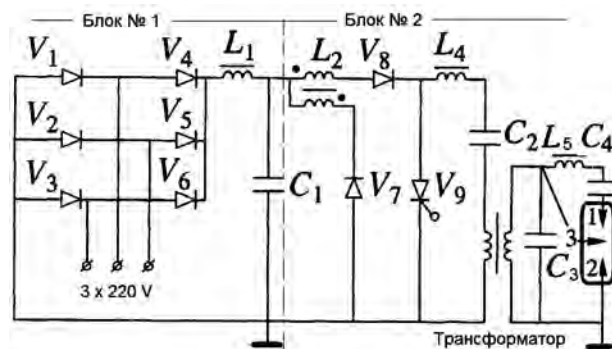 Блок № 1
Блок № 2
V1
V4
L1
L2
V8
L4
V2
V5
C2
L5
C4
V3
V6
C1
V7
V9
1
3
C3
2
3 x 220 V
Трансформатор